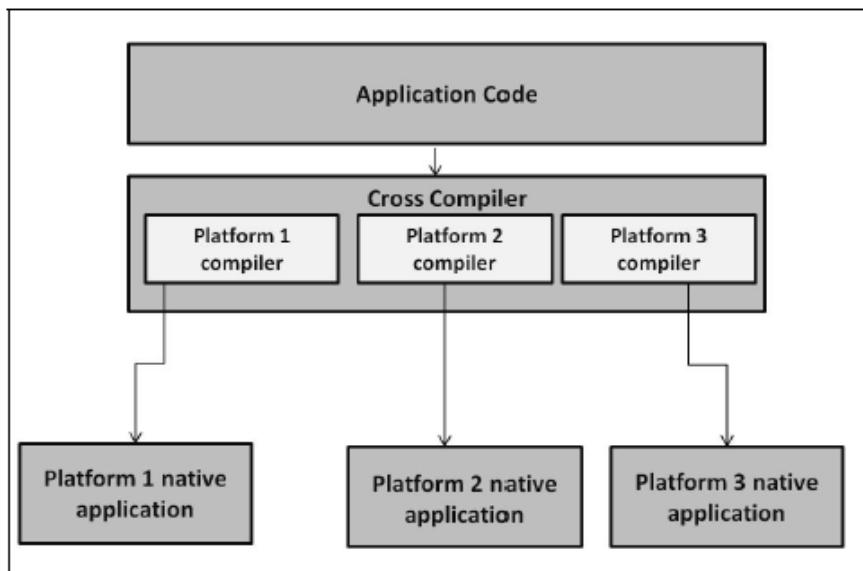 Application Code
Cross Compiler
Platform 1
compiler
Platform 2
compiler
Platform 3
compiler
Platform 1 native
application
Platform 2 native
application
Platform 3 native
application